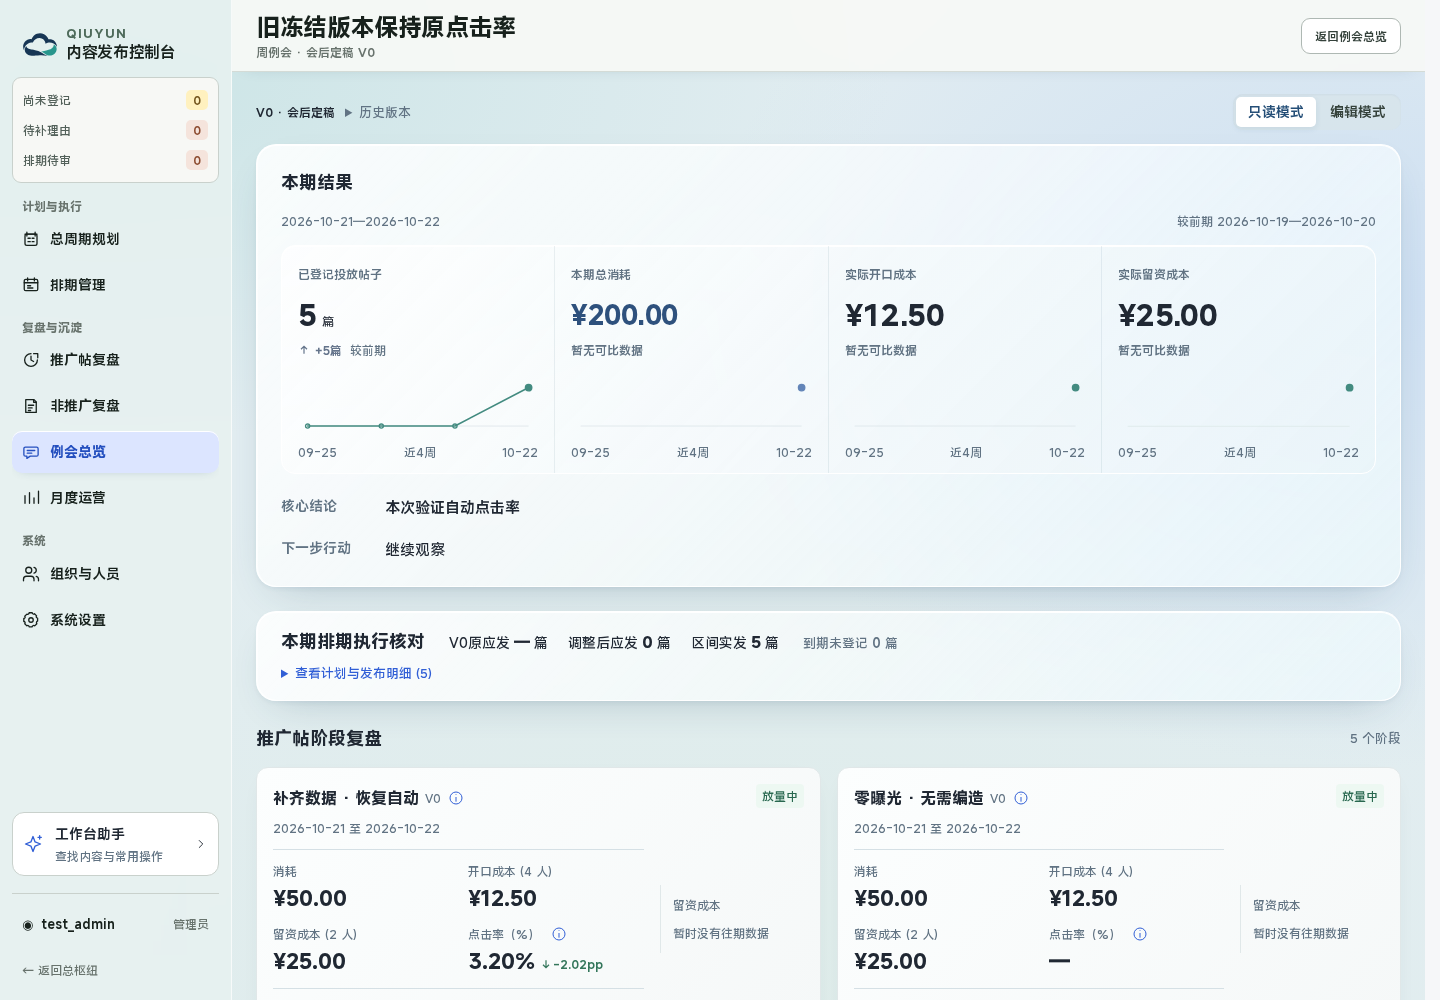 QIUYUN
内容发布控制台
尚未登记 0
待补理由 0
排期待审 0
计划与执行
总周期规划
排期管理
复盘与沉淀
推广帖复盘
非推广复盘
例会总览
月度运营
系统
组织与人员
系统设置
工作台助手
查找内容与常用操作
test_admin 管理员
← 返回总枢纽
旧冻结版本保持原点击率
周例会 · 会后定稿 V0
返回例会总览
V0 · 会后定稿 ▶ 历史版本
只读模式 编辑模式
本期结果
2026-10-21—2026-10-22 较前期 2026-10-19—2026-10-20
已登记投放帖子 本期总消耗 实际开口成本 实际留资成本
5 篇 ¥200.00 ¥12.50 ¥25.00
↑ +5篇 较前期 暂无可比数据 暂无可比数据 暂无可比数据
09-25 近4周 10-22 09-25 近4周 10-22 09-25 近4周 10-22 09-25 近4周 10-22
核心结论 本次验证自动点击率
下一步行动 继续观察
本期排期执行核对 V0原应发 — 篇 调整后应发 0 篇 区间实发 5 篇 到期未登记 0 篇
▶ 查看计划与发布明细 (5)
推广帖阶段复盘 5 个阶段
补齐数据 · 恢复自动 V0 放量中
2026-10-21 至 2026-10-22
消耗 开口成本 (4 人)
¥50.00 ¥12.50
留资成本 (2 人) 点击率 (%)
¥25.00 3.20% ↓ -2.02pp
留资成本
暂时没有往期数据
零曝光 · 无需编造 V0 放量中
2026-10-21 至 2026-10-22
消耗 开口成本 (4 人)
¥50.00 ¥12.50
留资成本 (2 人) 点击率 (%)
¥25.00 —
留资成本
暂时没有往期数据